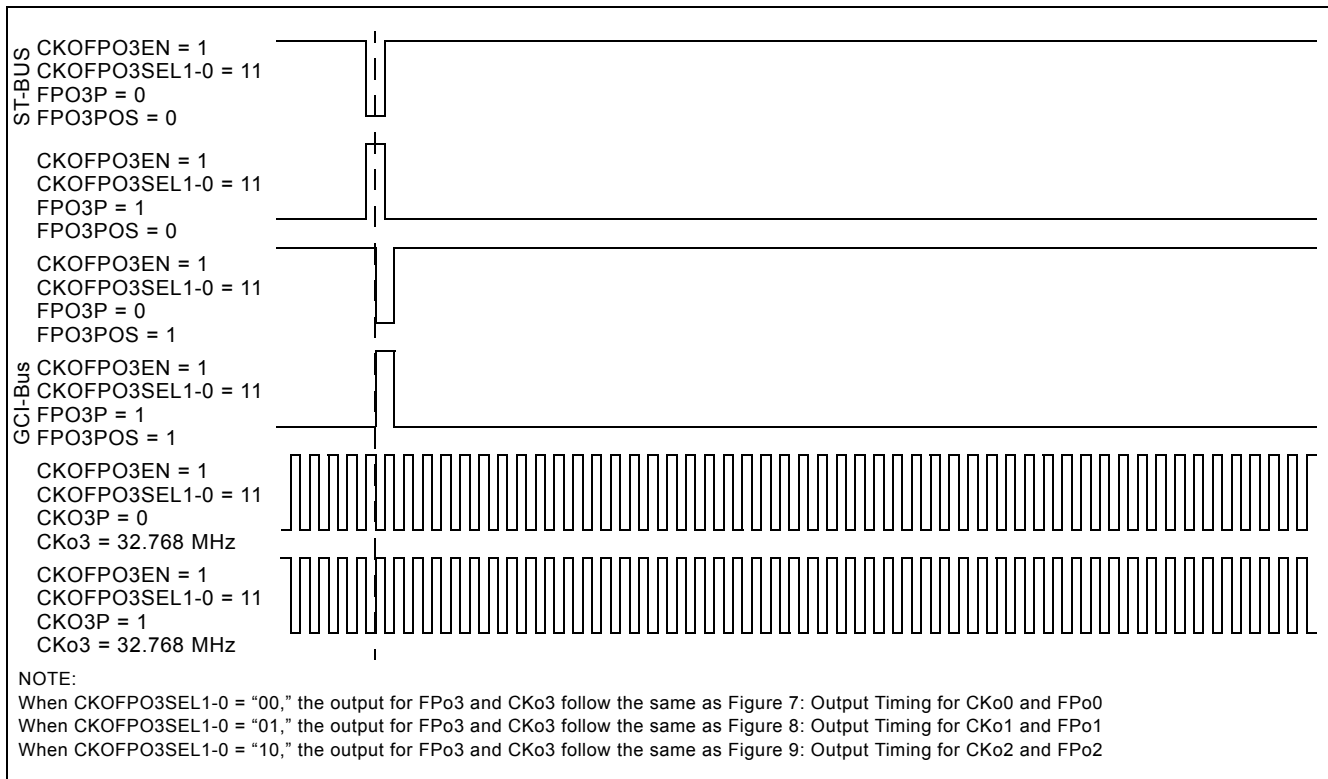 ST-BUS
CKOFPO3EN = 1
CKOFPO3SEL1-0 = 11
FPO3P = 0
FPO3POS = 0
CKOFPO3EN = 1
CKOFPO3SEL1-0 = 11
FPO3P = 1
FPO3POS = 0
CKOFPO3EN = 1
CKOFPO3SEL1-0 = 11
FPO3P = 0
FPO3POS = 1
GCI-Bus
CKOFPO3EN = 1
CKOFPO3SEL1-0 = 11
FPO3P = 1
FPO3POS = 1
CKOFPO3EN = 1
CKOFPO3SEL1-0 = 11
CKO3P = 0
CKo3 = 32.768 MHz
CKOFPO3EN = 1
CKOFPO3SEL1-0 = 11
CKO3P = 1
CKo3 = 32.768 MHz
NOTE:
When CKOFPO3SEL1-0 = “00,” the output for FPo3 and CKo3 follow the same as Figure 7: Output Timing for CKo0 and FPo0
When CKOFPO3SEL1-0 = “01,” the output for FPo3 and CKo3 follow the same as Figure 8: Output Timing for CKo1 and FPo1
When CKOFPO3SEL1-0 = “10,” the output for FPo3 and CKo3 follow the same as Figure 9: Output Timing for CKo2 and FPo2